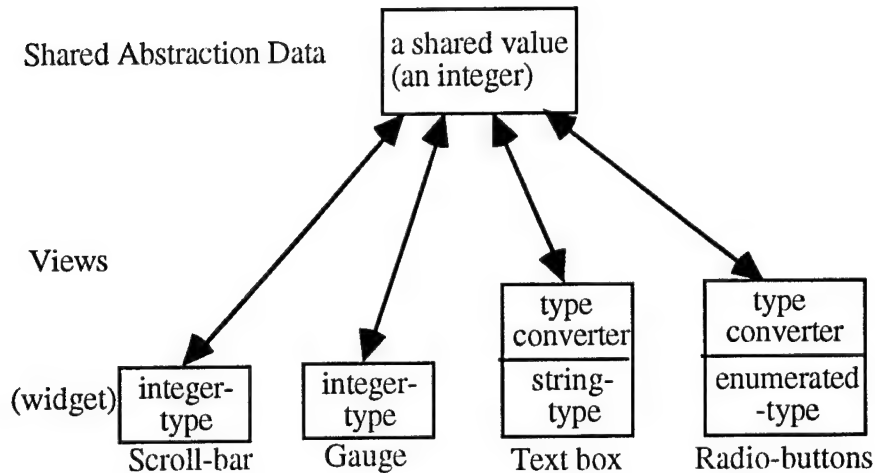 Shared Abstraction Data
a shared value
(an integer)
Views
(widget)
integer-
type
Scroll-bar
integer-
type
Gauge
type
converter
string-
type
Text box
type
converter
enumerated
-type
Radio-buttons